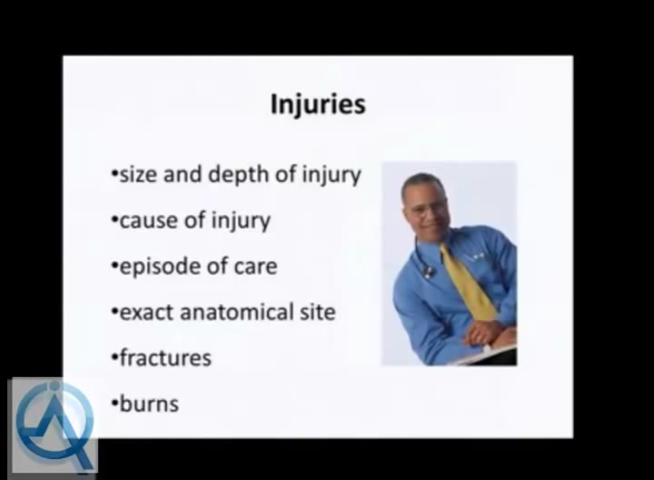 Injuries
•size and depth of injury
•cause of injury
•episode of care
•exact anatomical site
•fractures
•burns